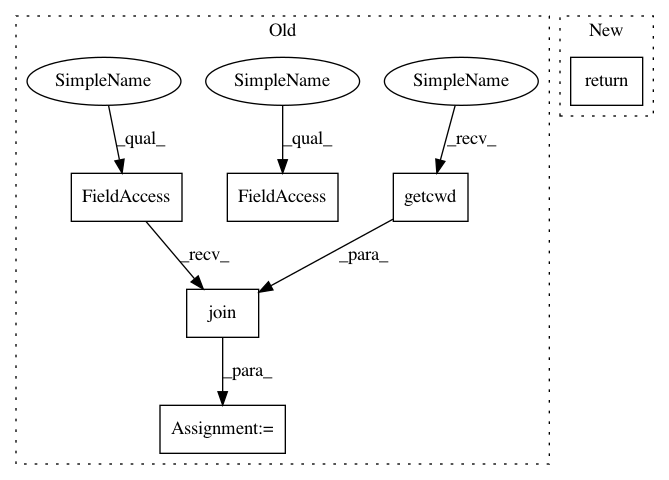 Old
New
SimpleName
SimpleName
SimpleName
return
_qual_
_qual_
_recv_
FieldAccess
FieldAccess
getcwd
_recv_
_para_
join
_para_
Assignment:=